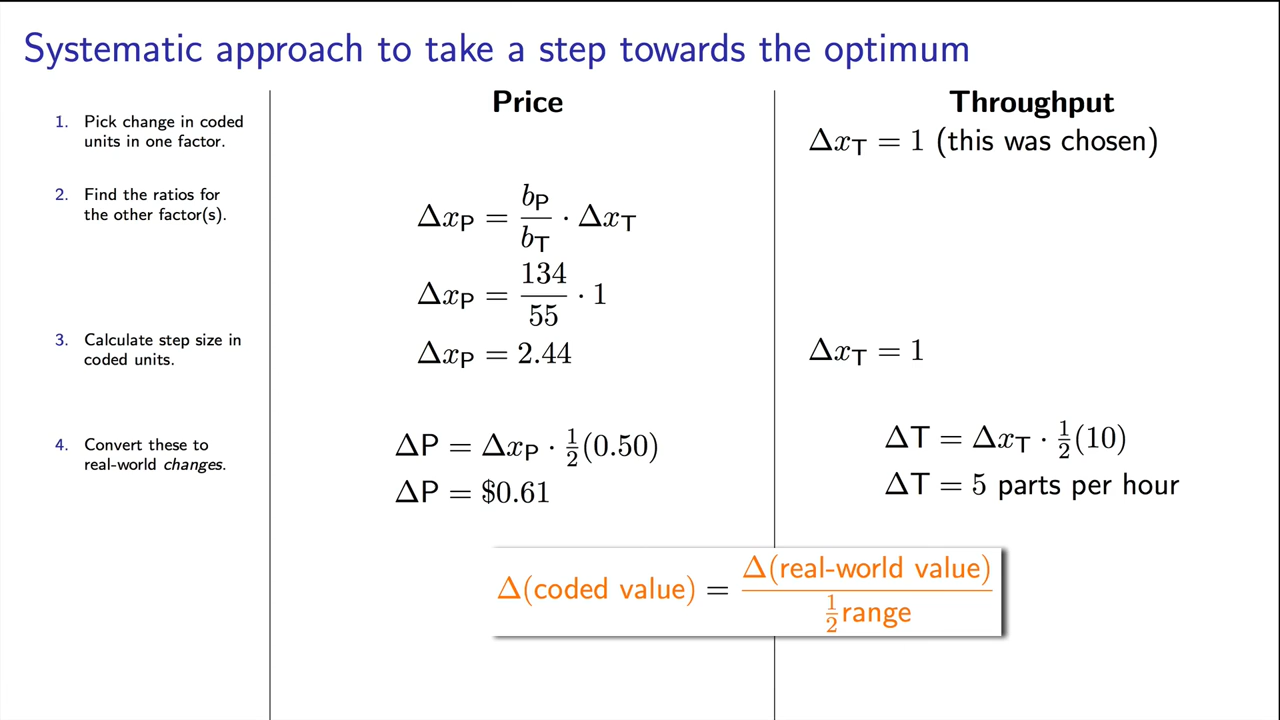 Systematic approach to take a step towards the optimum
1. Pick change in coded
units in one factor.
2. Find the ratios for
the other factor(s).
3. Calculate step size in
coded units.
4. Convert these to
real-world changes.
Price
Δx_P = b_P/b_T · Δx_T
Δx_P = 134/55 · 1
Δx_P = 2.44
ΔP = Δx_P · ½(0.50)
ΔP = $0.61
Throughput
Δx_T = 1 (this was chosen)
Δx_T = 1
ΔT = Δx_T · ½(10)
ΔT = 5 parts per hour
Δ(coded value) = Δ(real-world value) / ½range